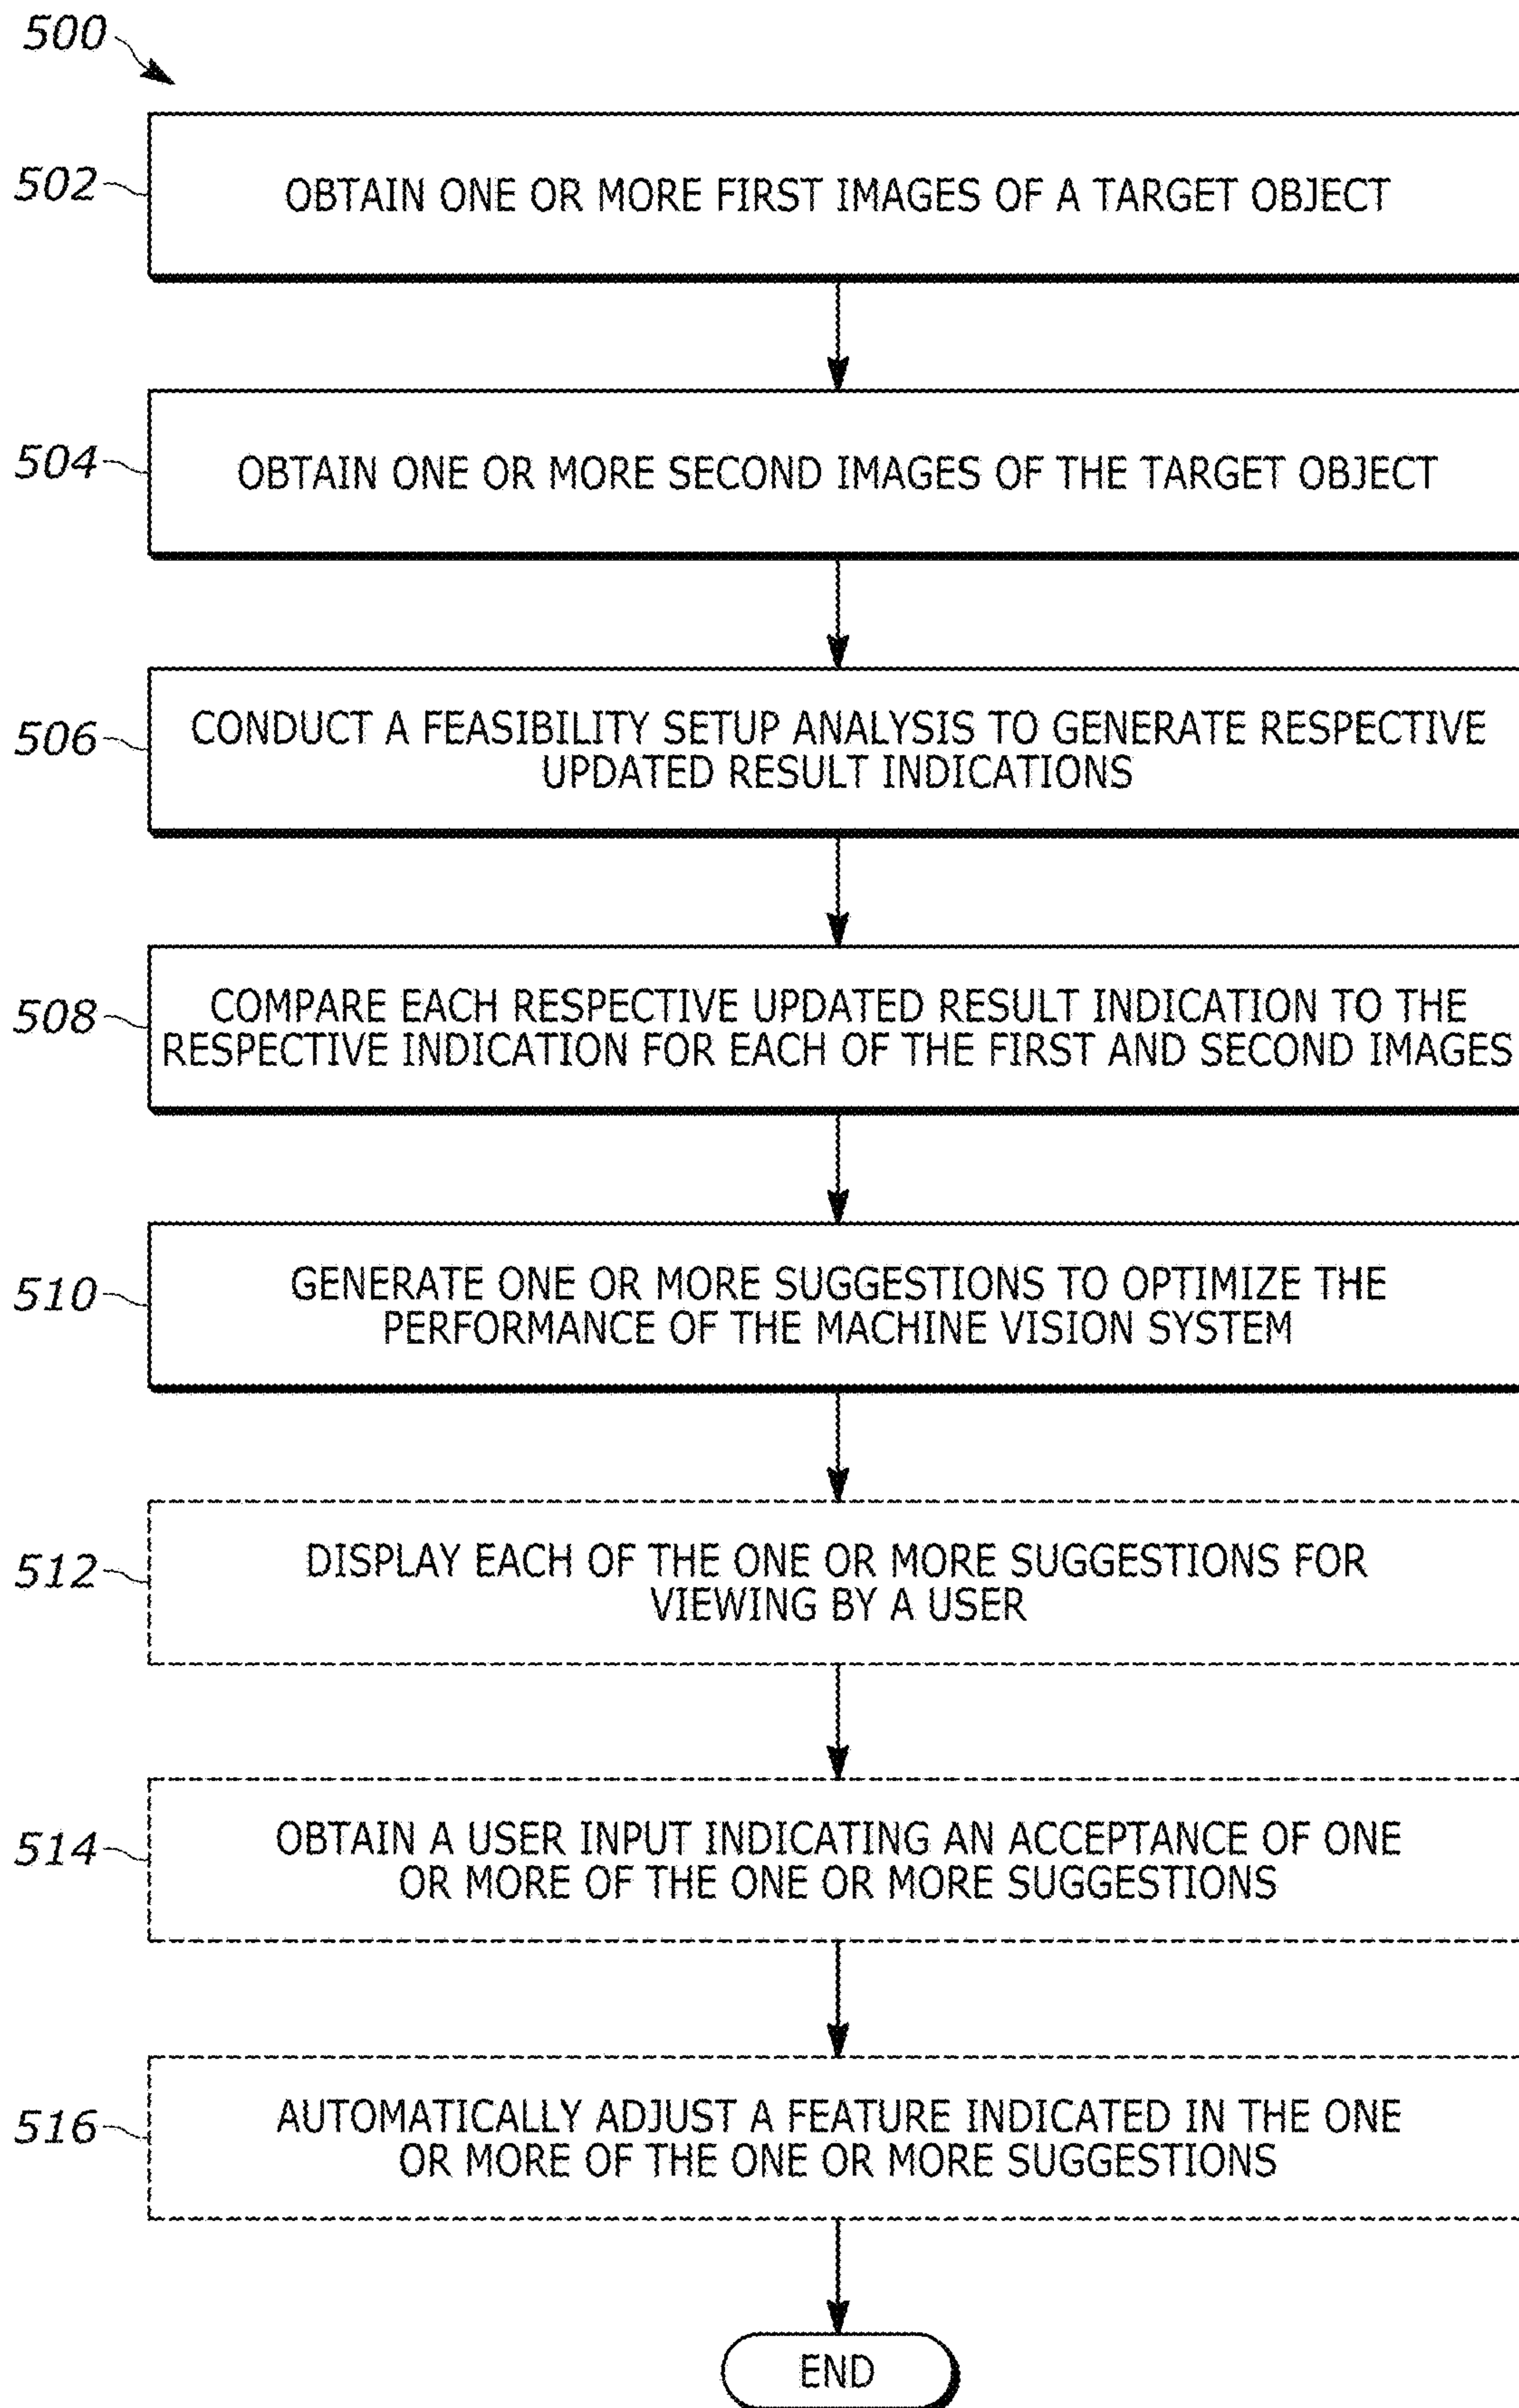 500
502
OBTAIN ONE OR MORE FIRST IMAGES OF A TARGET OBJECT
504
OBTAIN ONE OR MORE SECOND IMAGES OF THE TARGET OBJECT
506
CONDUCT A FEASIBILITY SETUP ANALYSIS TO GENERATE RESPECTIVE
UPDATED RESULT INDICATIONS
508
COMPARE EACH RESPECTIVE UPDATED RESULT INDICATION TO THE
RESPECTIVE INDICATION FOR EACH OF THE FIRST AND SECOND IMAGES
510
GENERATE ONE OR MORE SUGGESTIONS TO OPTIMIZE THE
PERFORMANCE OF THE MACHINE VISION SYSTEM
512
DISPLAY EACH OF THE ONE OR MORE SUGGESTIONS FOR
VIEWING BY A USER
514
OBTAIN A USER INPUT INDICATING AN ACCEPTANCE OF ONE
OR MORE OF THE ONE OR MORE SUGGESTIONS
516
AUTOMATICALLY ADJUST A FEATURE INDICATED IN THE ONE
OR MORE OF THE ONE OR MORE SUGGESTIONS
END